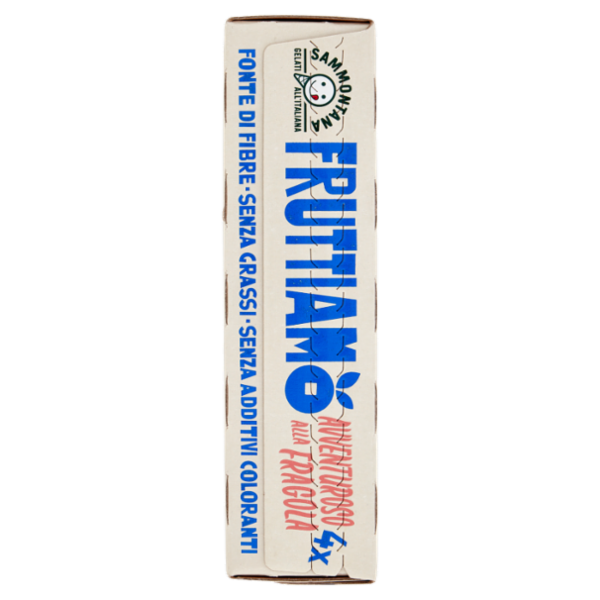 SAMMONTANA
GELATI ALL'ITALIANA
FRUTTIAMO
AVVENTUROSO
ALLA FRAGOLA
4x
FONTE DI FIBRE • SENZA GRASSI • SENZA ADDITIVI COLORANTI